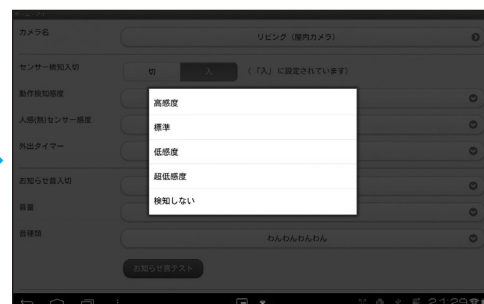 カメラ名
リビング（屋内カメラ）
センサー検知入切
切
入
（「入」に設定されています）
動作検知感度
人感(熱)センサー感度
外出タイマー
高感度
標準
低感度
超低感度
検知しない
お知らせ音入切
音量
音種類
わんわんわんわん
お知らせ音テスト
21:29